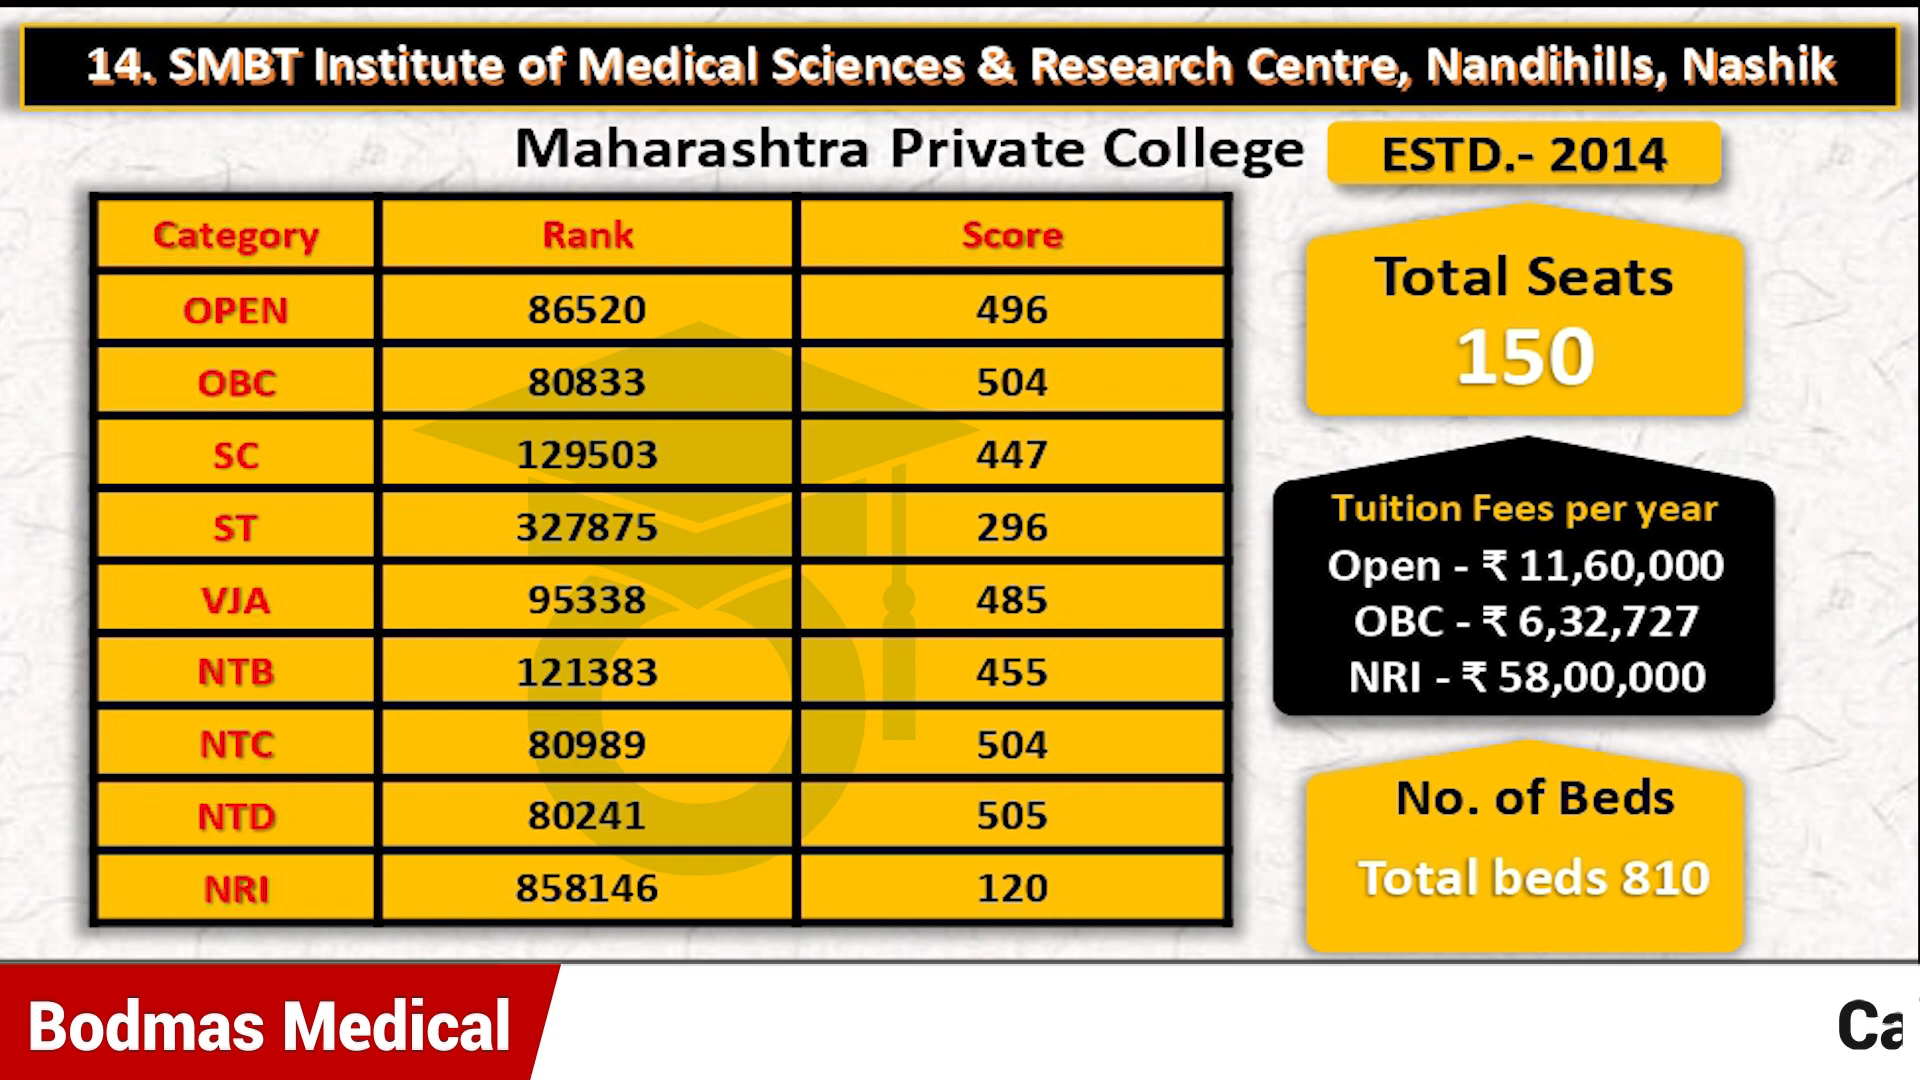 14. SMBT Institute of Medical Sciences & Research Centre, Nandihills, Nashik
Maharashtra Private College
ESTD.- 2014
Category Rank Score
OPEN 86520 496
OBC 80833 504
SC 129503 447
ST 327875 296
VJA 95338 485
NTB 121383 455
NTC 80989 504
NTD 80241 505
NRI 858146 120
Total Seats
150
Tuition Fees per year
Open - ₹ 11,60,000
OBC - ₹ 6,32,727
NRI - ₹ 58,00,000
No. of Beds
Total beds 810
Bodmas Medical
Ca